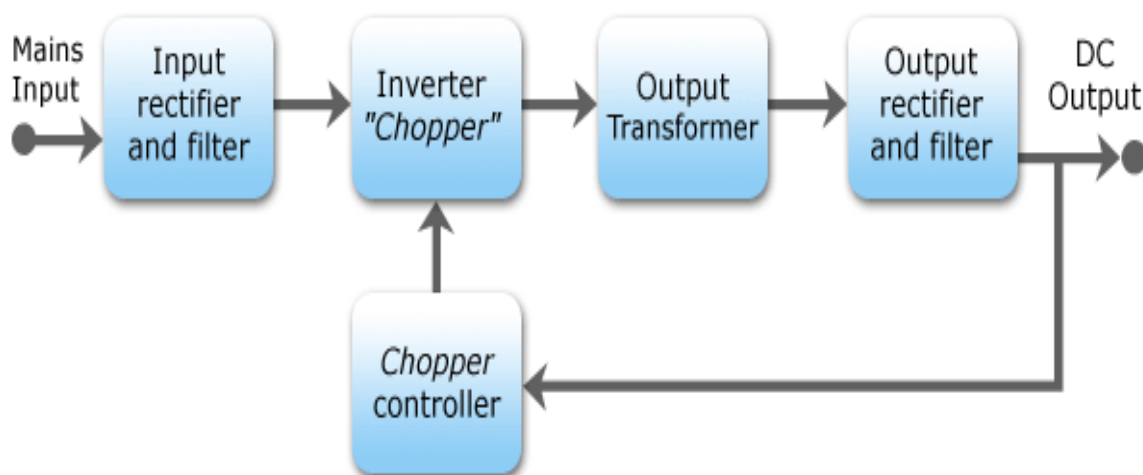 Mains
Input
Input
rectifier
and filter
Inverter
"Chopper"
Output
Transformer
Output
rectifier
and filter
DC
Output
Chopper
controller